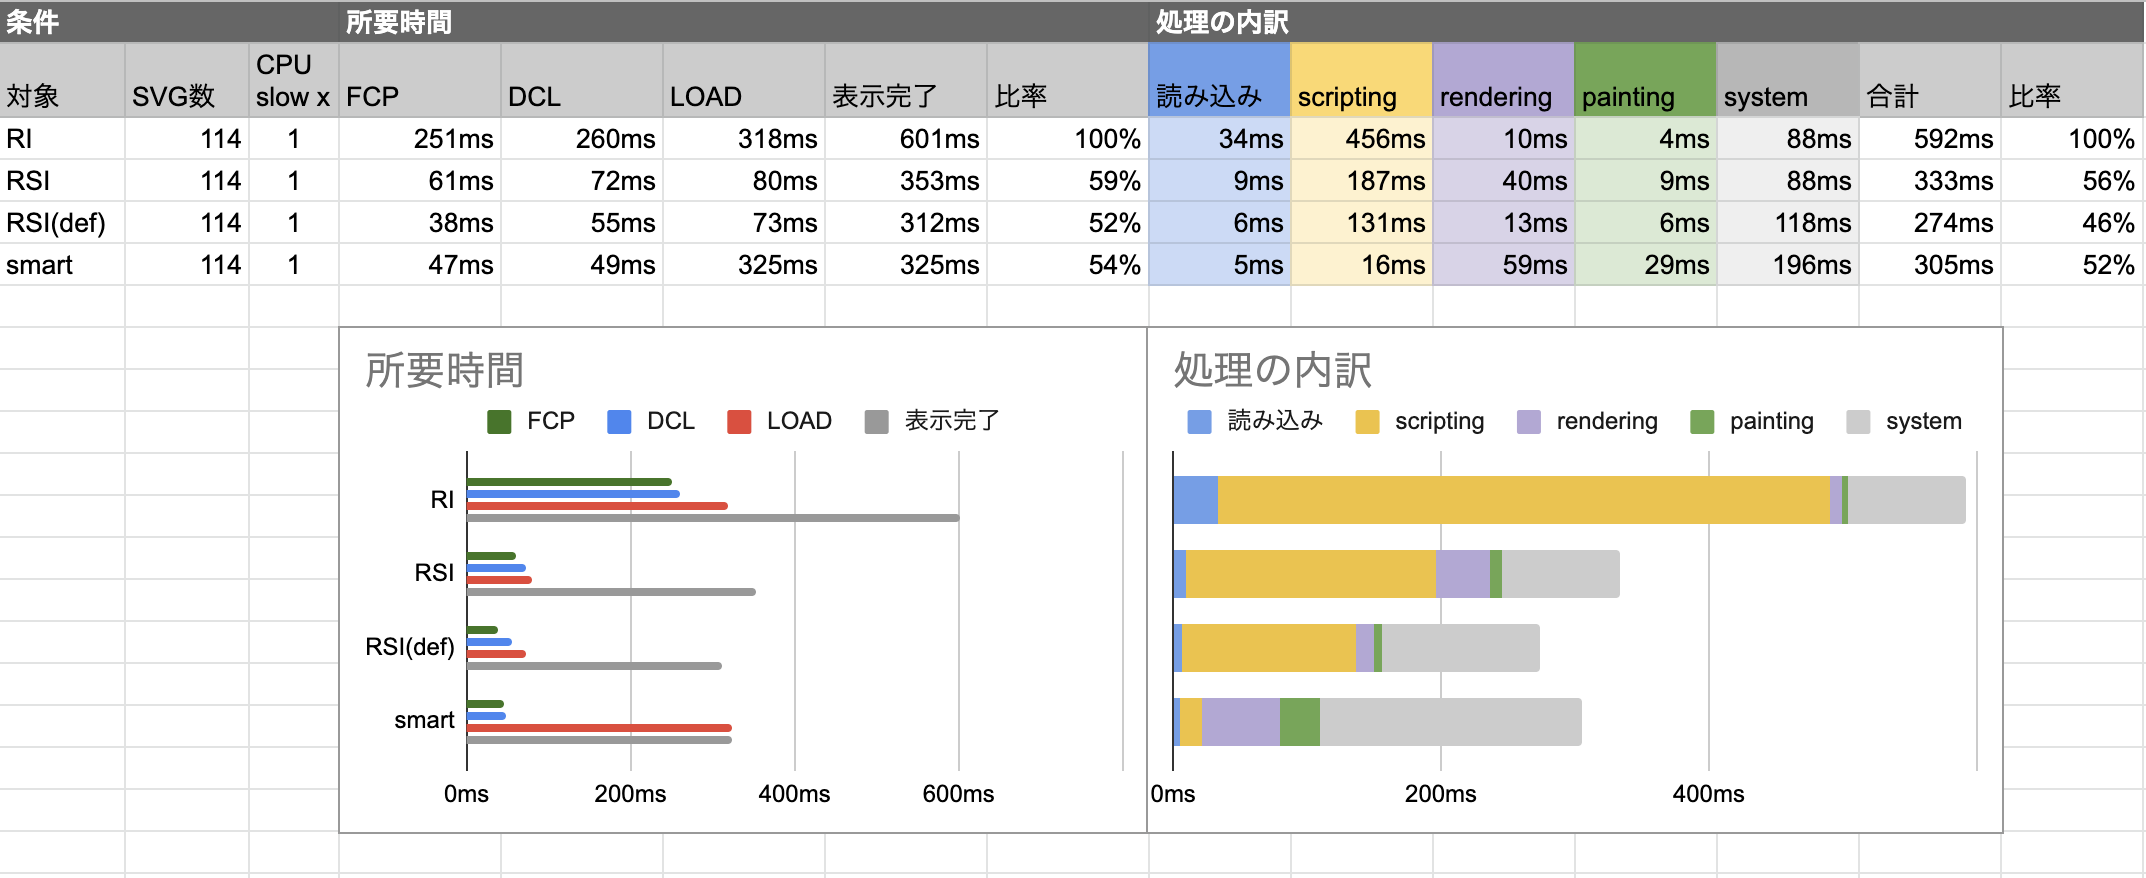 条件 所要時間 処理の内訳
対象 SVG数 CPU slow x FCP DCL LOAD 表示完了 比率 読み込み scripting rendering painting system 合計 比率
RI 114 1 251ms 260ms 318ms 601ms 100% 34ms 456ms 10ms 4ms 88ms 592ms 100%
RSI 114 1 61ms 72ms 80ms 353ms 59% 9ms 187ms 40ms 9ms 88ms 333ms 56%
RSI(def) 114 1 38ms 55ms 73ms 312ms 52% 6ms 131ms 13ms 6ms 118ms 274ms 46%
smart 114 1 47ms 49ms 325ms 325ms 54% 5ms 16ms 59ms 29ms 196ms 305ms 52%
所要時間
FCP DCL LOAD 表示完了
RI
RSI
RSI(def)
smart
0ms 200ms 400ms 600ms
処理の内訳
読み込み scripting rendering painting system
0ms 200ms 400ms